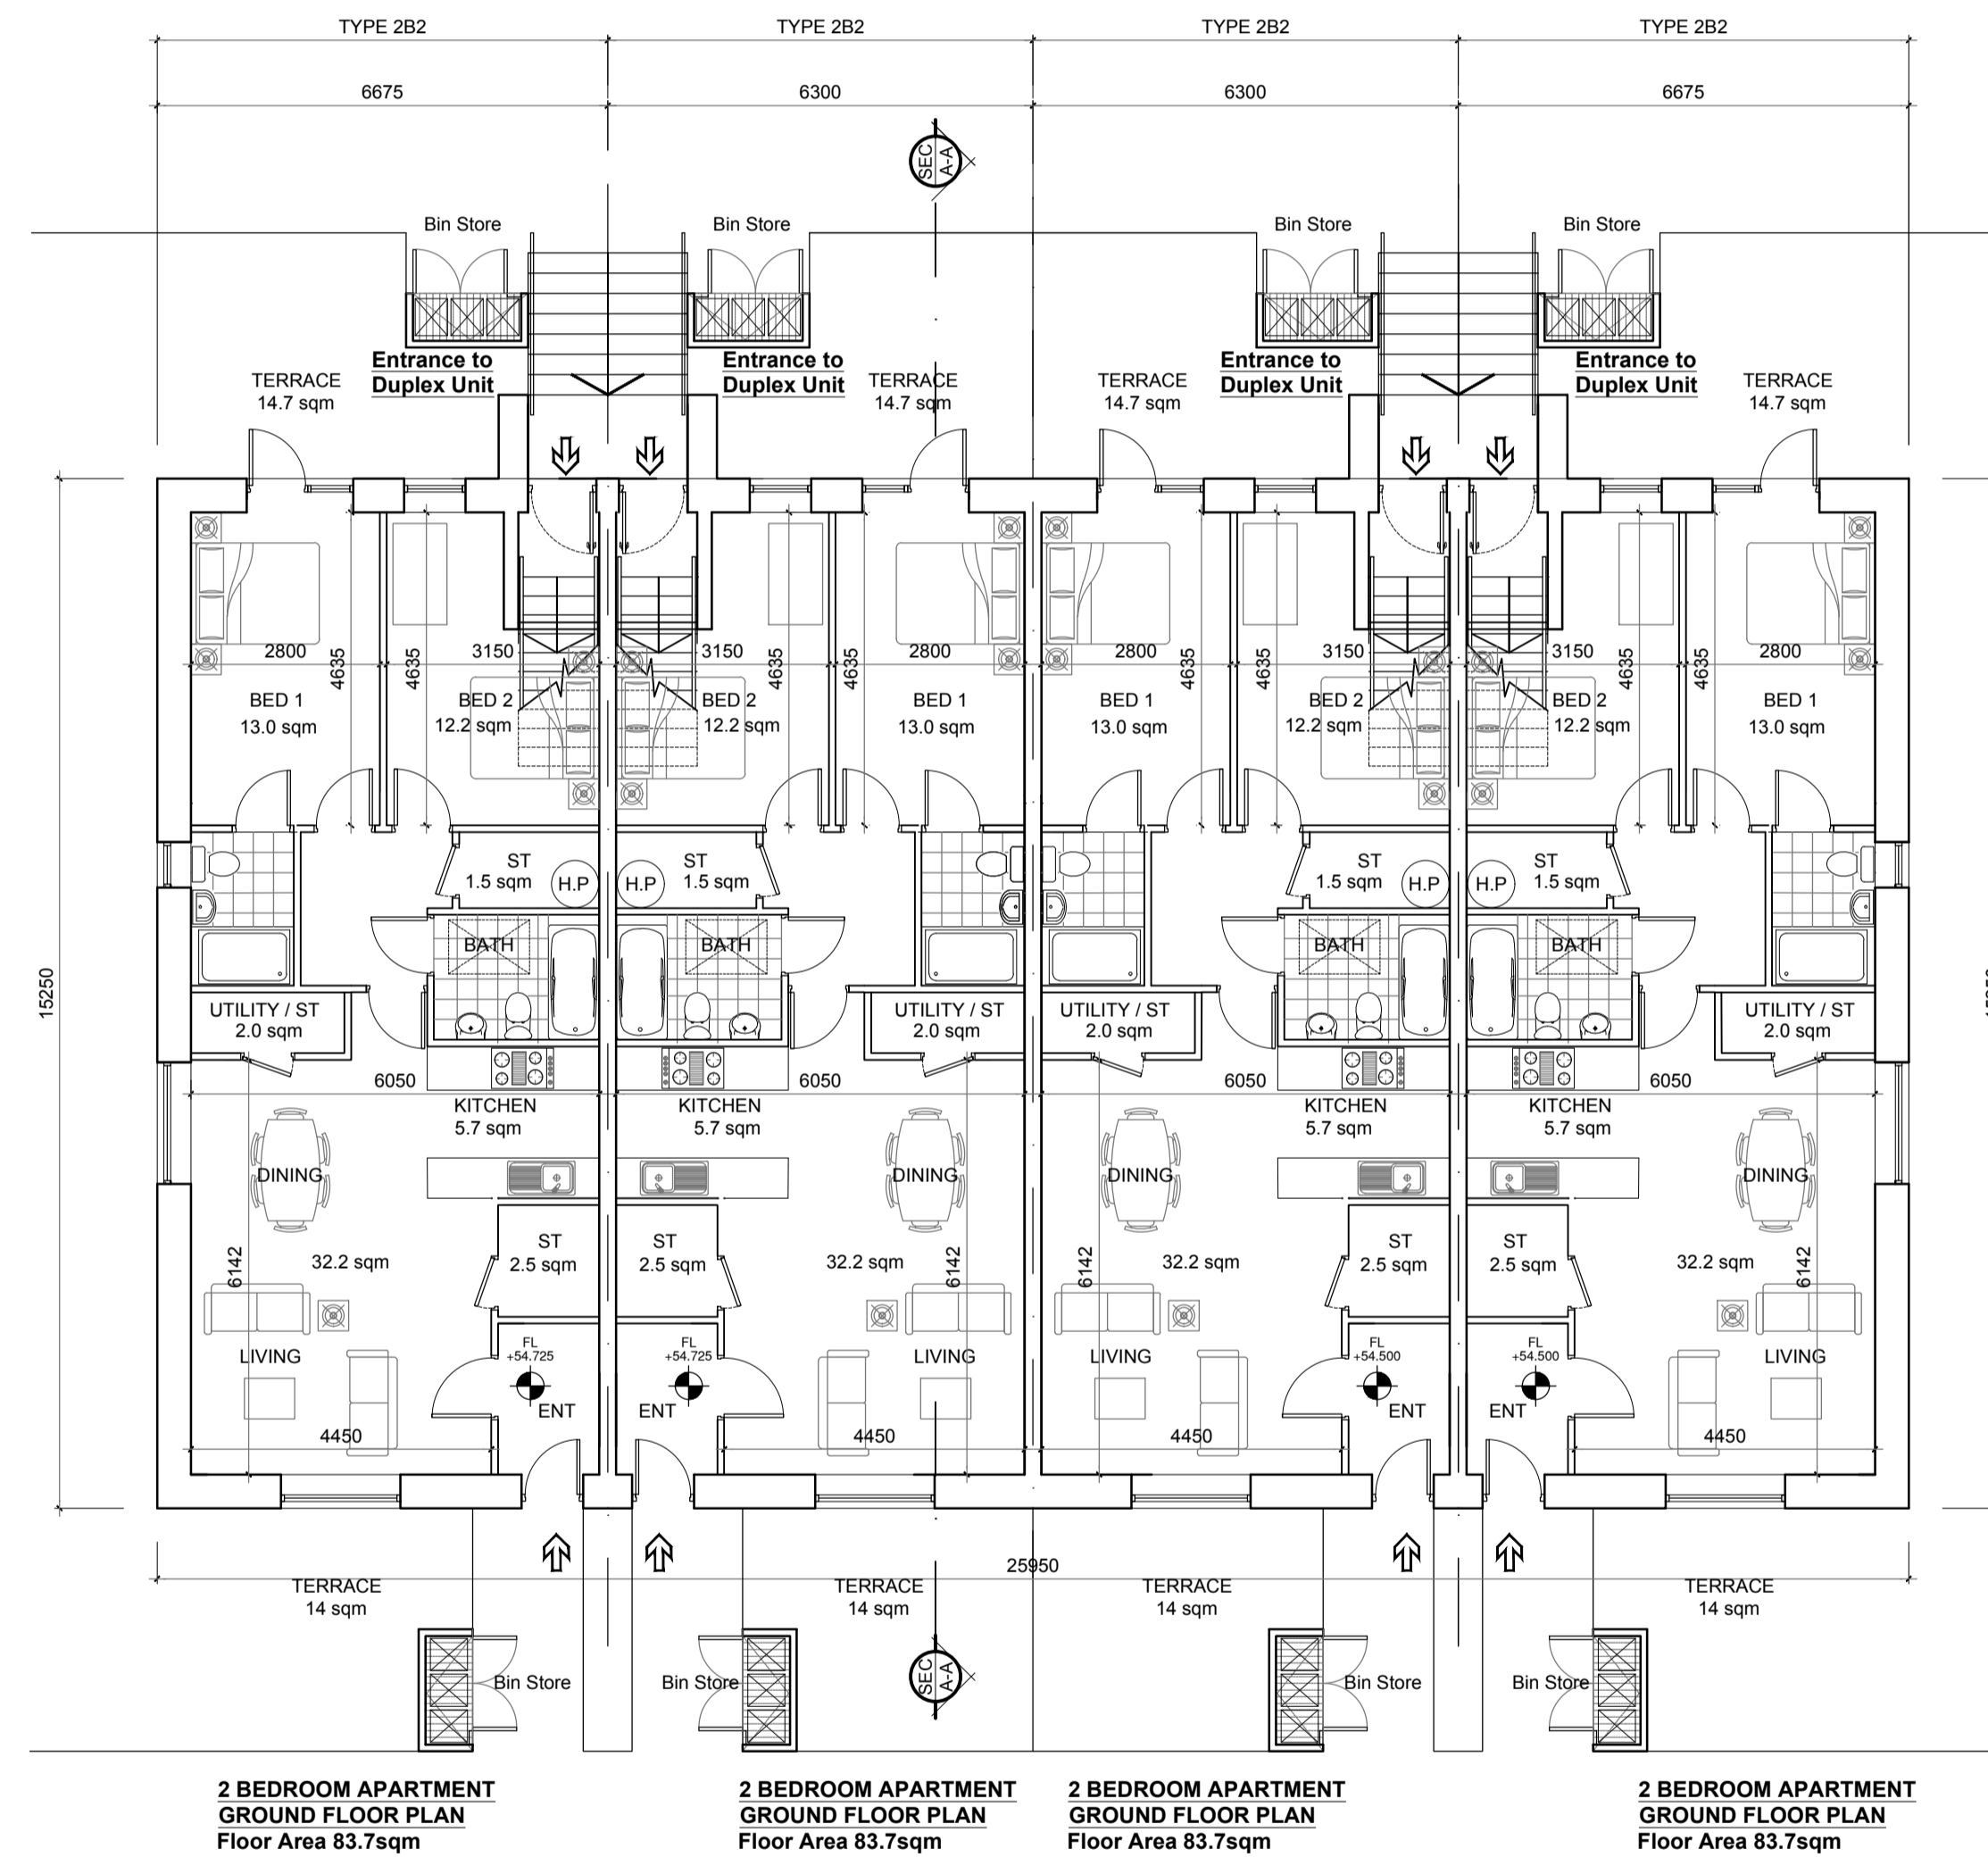 TYPE 2B2 TYPE 2B2 TYPE 2B2 TYPE 2B2
6675 6300 6300 6675
SEC A-A
Bin Store Bin Store Bin Store Bin Store
Entrance to Entrance to Entrance to Entrance to
Duplex Unit Duplex Unit Duplex Unit Duplex Unit
TERRACE TERRACE TERRACE TERRACE
14.7 sqm 14.7 sqm 14.7 sqm 14.7 sqm
2800 3150 3150 2800 2800 3150 3150 2800
4635 4635 4635 4635 4635 4635 4635 4635
BED 1 BED 2 BED 2 BED 1 BED 1 BED 2 BED 2 BED 1
13.0 sqm 12.2 sqm 12.2 sqm 13.0 sqm 13.0 sqm 12.2 sqm 12.2 sqm 13.0 sqm
ST ST ST ST
1.5 sqm H.P H.P 1.5 sqm 1.5 sqm H.P H.P 1.5 sqm
BATH BATH BATH BATH
15250
UTILITY / ST UTILITY / ST UTILITY / ST UTILITY / ST
2.0 sqm 2.0 sqm 2.0 sqm 2.0 sqm
6050 6050 6050 6050
KITCHEN KITCHEN KITCHEN KITCHEN
5.7 sqm 5.7 sqm 5.7 sqm 5.7 sqm
DINING DINING DINING DINING
ST ST ST ST
32.2 sqm 2.5 sqm 2.5 sqm 32.2 sqm 32.2 sqm 2.5 sqm 2.5 sqm 32.2 sqm
6142 6142 6142 6142
FL FL FL FL
LIVING +54.725 +54.725 LIVING LIVING +54.500 +54.500 LIVING
ENT ENT ENT ENT
4450 4450 4450 4450
25950
TERRACE TERRACE TERRACE TERRACE
14 sqm 14 sqm 14 sqm 14 sqm
SEC A-A
Bin Store Bin Store Bin Store Bin Store
2 BEDROOM APARTMENT 2 BEDROOM APARTMENT 2 BEDROOM APARTMENT 2 BEDROOM APARTMENT
GROUND FLOOR PLAN GROUND FLOOR PLAN GROUND FLOOR PLAN GROUND FLOOR PLAN
Floor Area 83.7sqm Floor Area 83.7sqm Floor Area 83.7sqm Floor Area 83.7sqm